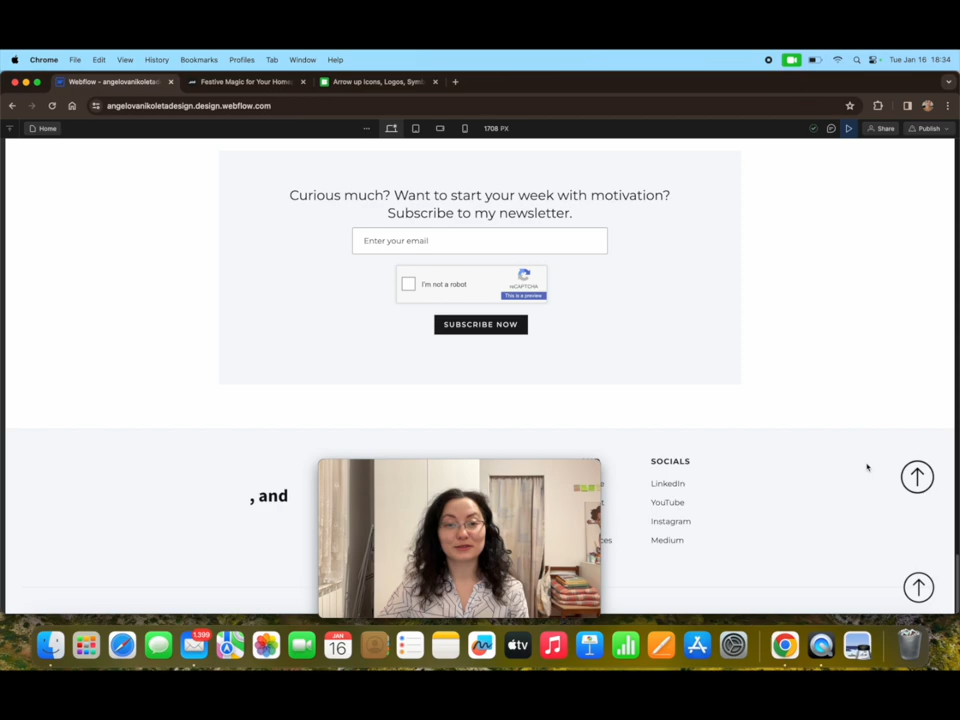 Chrome File Edit View History Bookmarks Profiles Tab Window Help Tue Jan 16 18:34
Webflow - angelovanikoletad Festive Magic for Your Home Arrow up Icons, Logos, Symb
angelovanikoletadesign.design.webflow.com
Home 1708 PX Share Publish
Curious much? Want to start your week with motivation?
Subscribe to my newsletter.
Enter your email
I'm not a robot
reCAPTCHA
This is a preview
SUBSCRIBE NOW
SOCIALS
LinkedIn
, and
YouTube
Instagram
Medium
1,399
JAN
16
tv